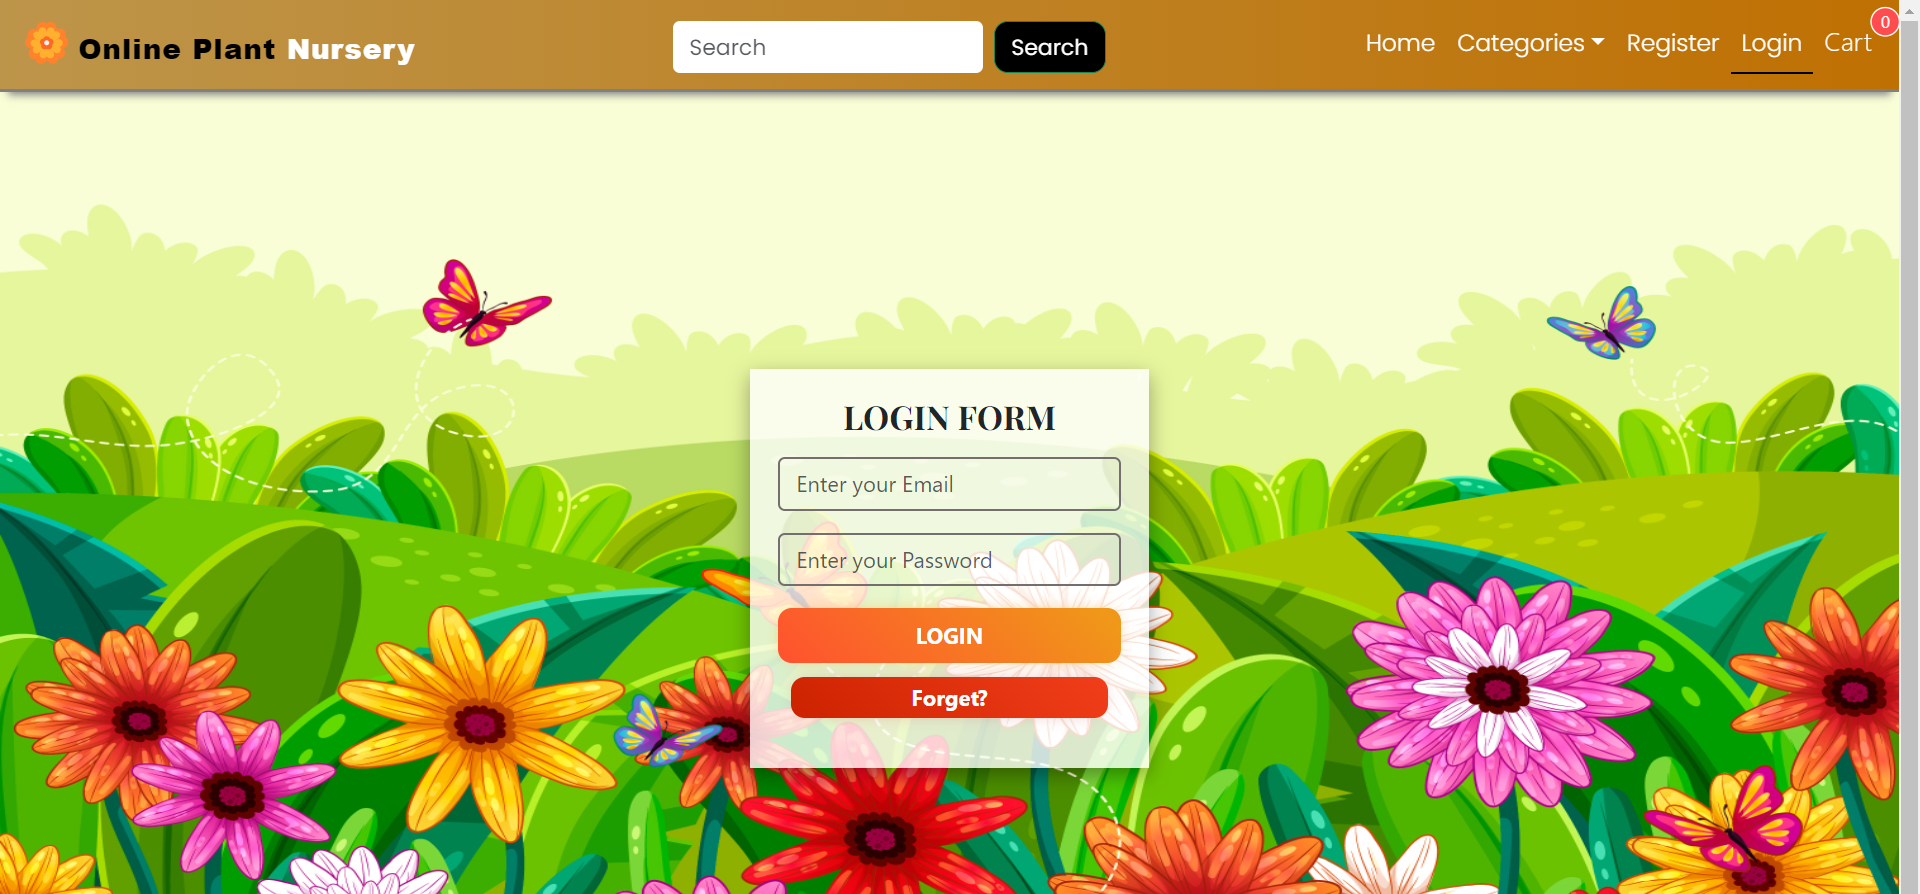 Online Plant Nursery
Search
Search
Home
Categories
Register
Login
Cart
0
LOGIN FORM
Enter your Email
Enter your Password
LOGIN
Forget?